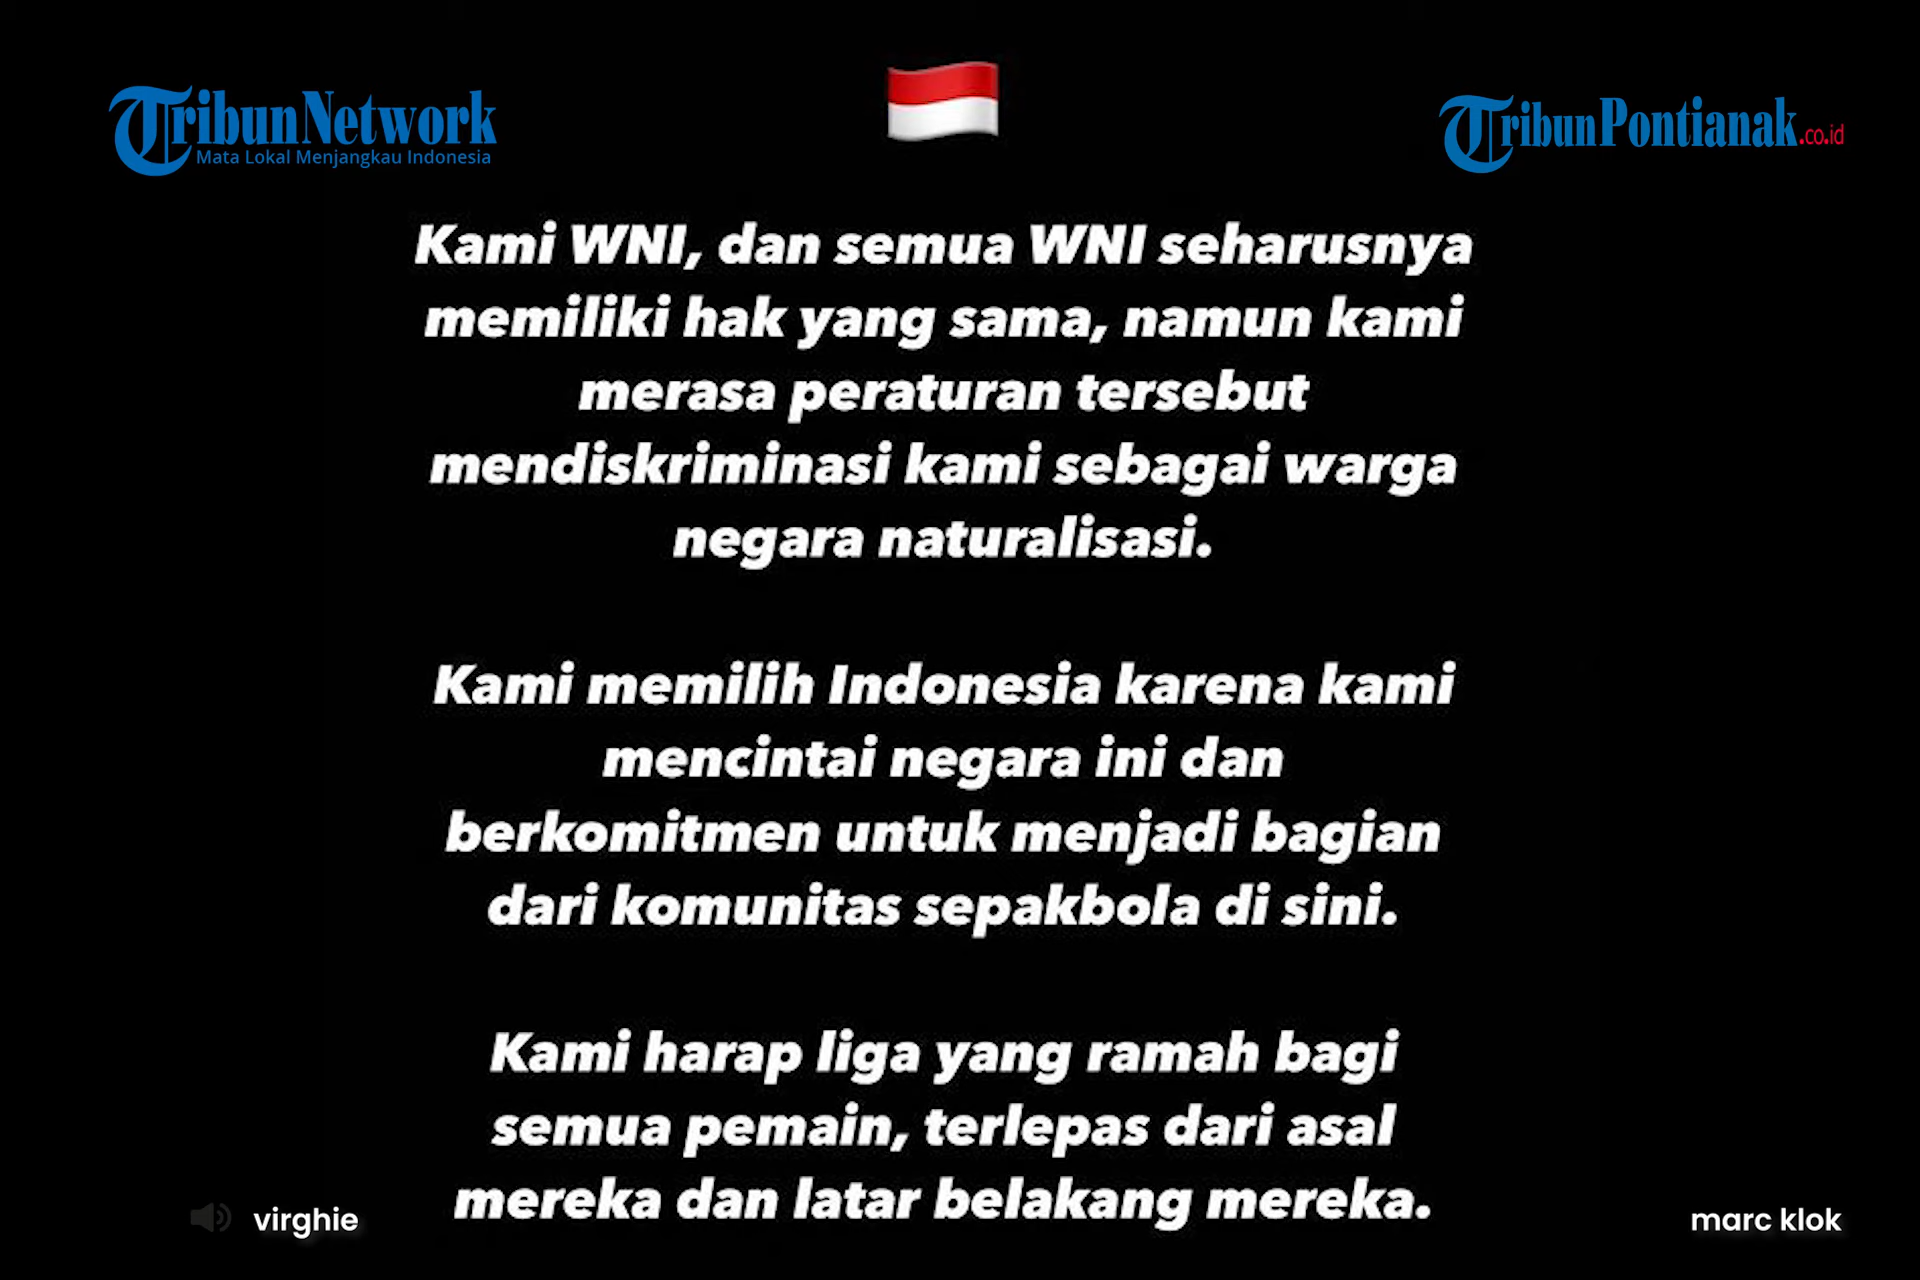 TribunNetwork
Mata Lokal Menjangkau Indonesia
TribunPontianak.co.id
Kami WNI, dan semua WNI seharusnya
memiliki hak yang sama, namun kami
merasa peraturan tersebut
mendiskriminasi kami sebagai warga
negara naturalisasi.
Kami memilih Indonesia karena kami
mencintai negara ini dan
berkomitmen untuk menjadi bagian
dari komunitas sepakbola di sini.
Kami harap liga yang ramah bagi
semua pemain, terlepas dari asal
mereka dan latar belakang mereka.
virghie
marc klok